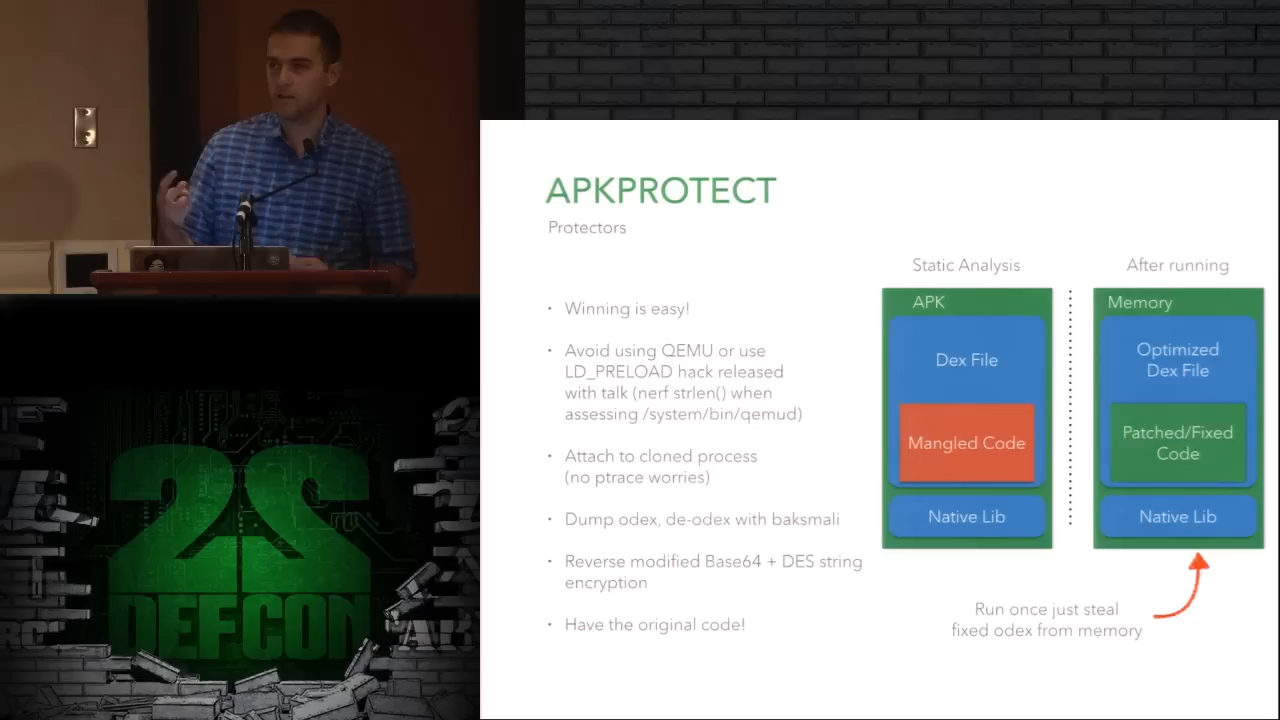 APKPROTECT
Protectors
• Winning is easy!
• Avoid using QEMU or use
LD_PRELOAD hack released
with talk (nerf strlen() when
assessing /system/bin/qemud)
• Attach to cloned process
(no ptrace worries)
• Dump odex, de-odex with baksmali
• Reverse modified Base64 + DES string
encryption
• Have the original code!
Static Analysis
APK
Dex File
Mangled Code
Native Lib
After running
Memory
Optimized
Dex File
Patched/Fixed
Code
Native Lib
Run once just steal
fixed odex from memory
22
DEFCON